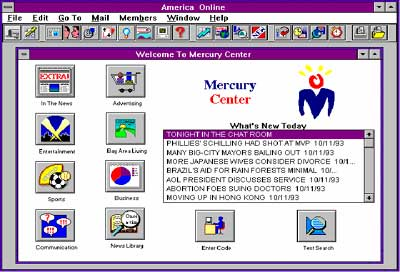 America Online
File Edit Go To Mail Members Window Help
Welcome To Mercury Center
EXTRA!
In The News
Advertising
Mercury
Center
What's New Today
TONIGHT IN THE CHAT ROOM
PHILLIES' SCHILLING HAD SHOT AT MVP 10/11/93
MANY BIG-CITY MAYORS BAILING OUT 10/11/93
MORE JAPANESE WIVES CONSIDER DIVORCE 10/1...
BRAZIL'S AID FOR RAIN FORESTS MINIMAL 10/...
AOL PRESIDENT DISCUSSES SERVICE 10/11/93
ABORTION FOES SUING DOCTORS 10/11/93
MOVING UP IN HONG KONG 10/11/93
Entertainment
Bay Area Living
Sports
Business
Communication
News Library
Enter Code
Text Search